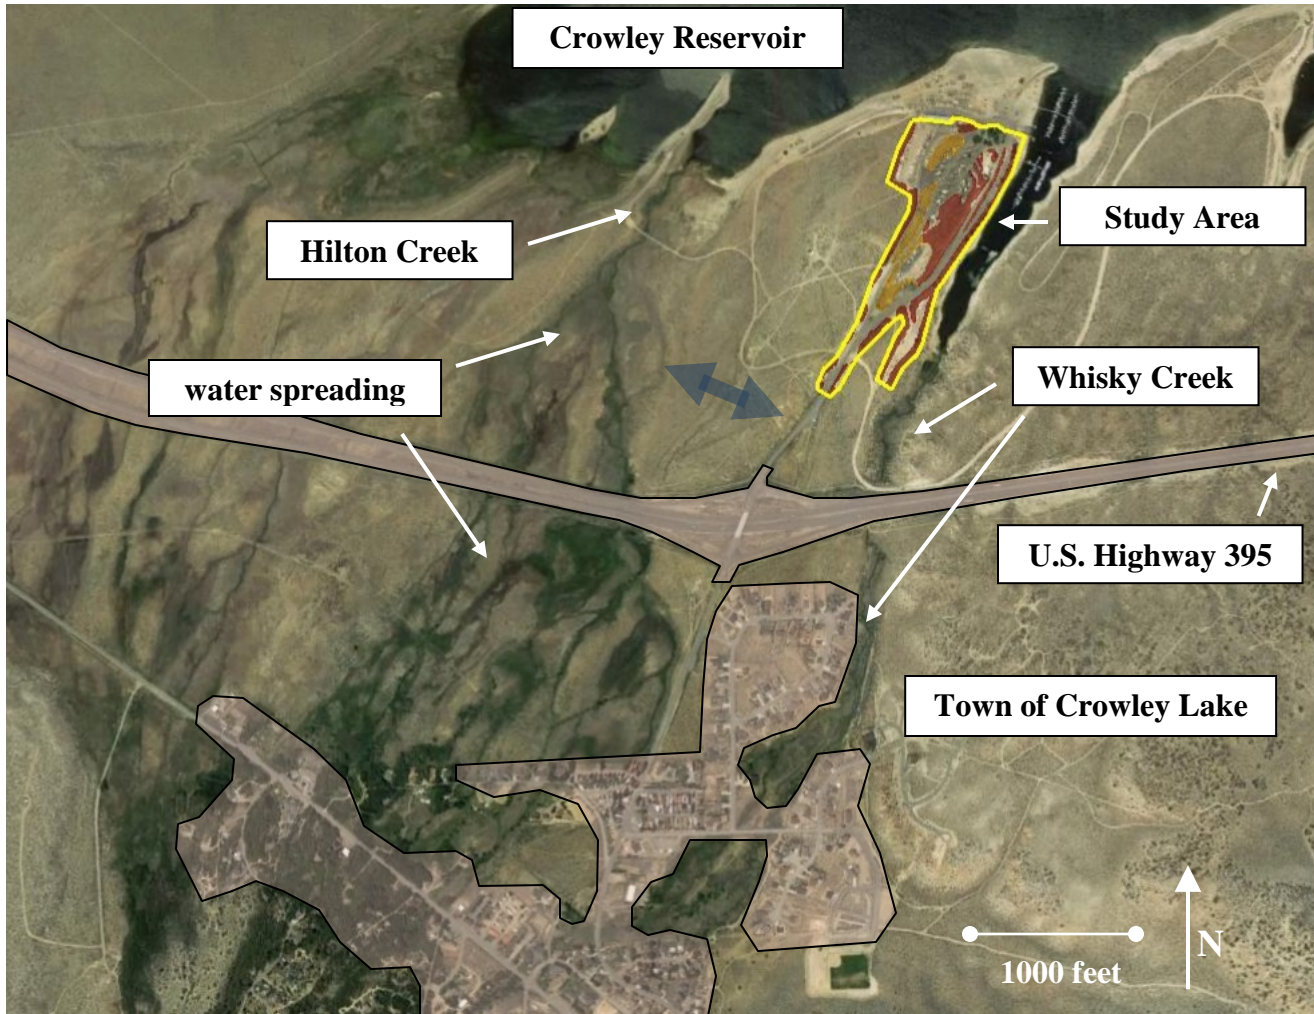 Crowley Reservoir
Study Area
Hilton Creek
water spreading
Whisky Creek
U.S. Highway 395
Town of Crowley Lake
N
1000 feet